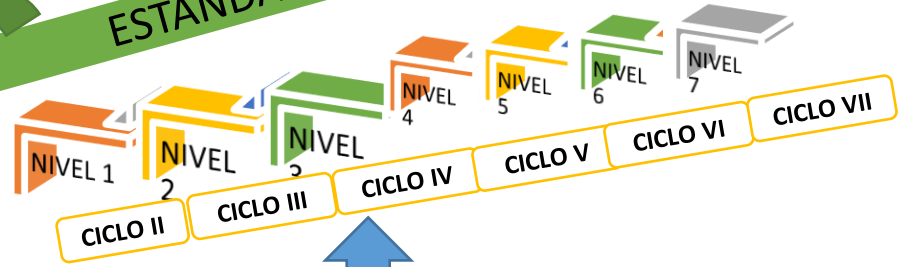 NIVEL 1
NIVEL
2
NIVEL
3
NIVEL
4
NIVEL
5
NIVEL
6
NIVEL
7
CICLO II
CICLO III
CICLO IV
CICLO V
CICLO VI
CICLO VII